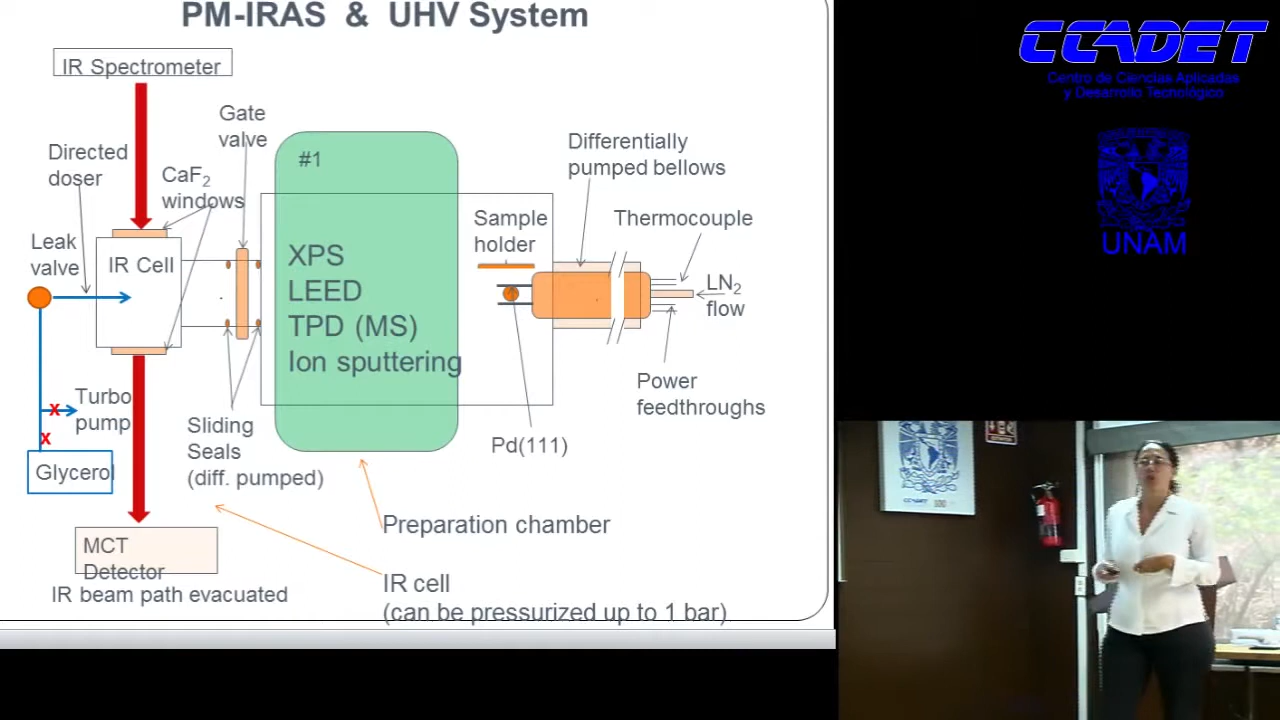 PM-IRAS & UHV System
IR Spectrometer
Gate
valve
#1
Differentially
pumped bellows
Directed
doser
CaF2
windows
Sample
holder
Thermocouple
Leak
valve
IR Cell
XPS
LEED
TPD (MS)
Ion sputtering
LN2
flow
x
x
Turbo
pump
Power
feedthroughs
Sliding
Seals
(diff. pumped)
Pd(111)
Glycerol
Preparation chamber
MCT
Detector
IR beam path evacuated
IR cell
(can be pressurized up to 1 bar)
CCADET
Centro de Ciencias Aplicadas
y Desarrollo Tecnológico
UNAM
CCADET